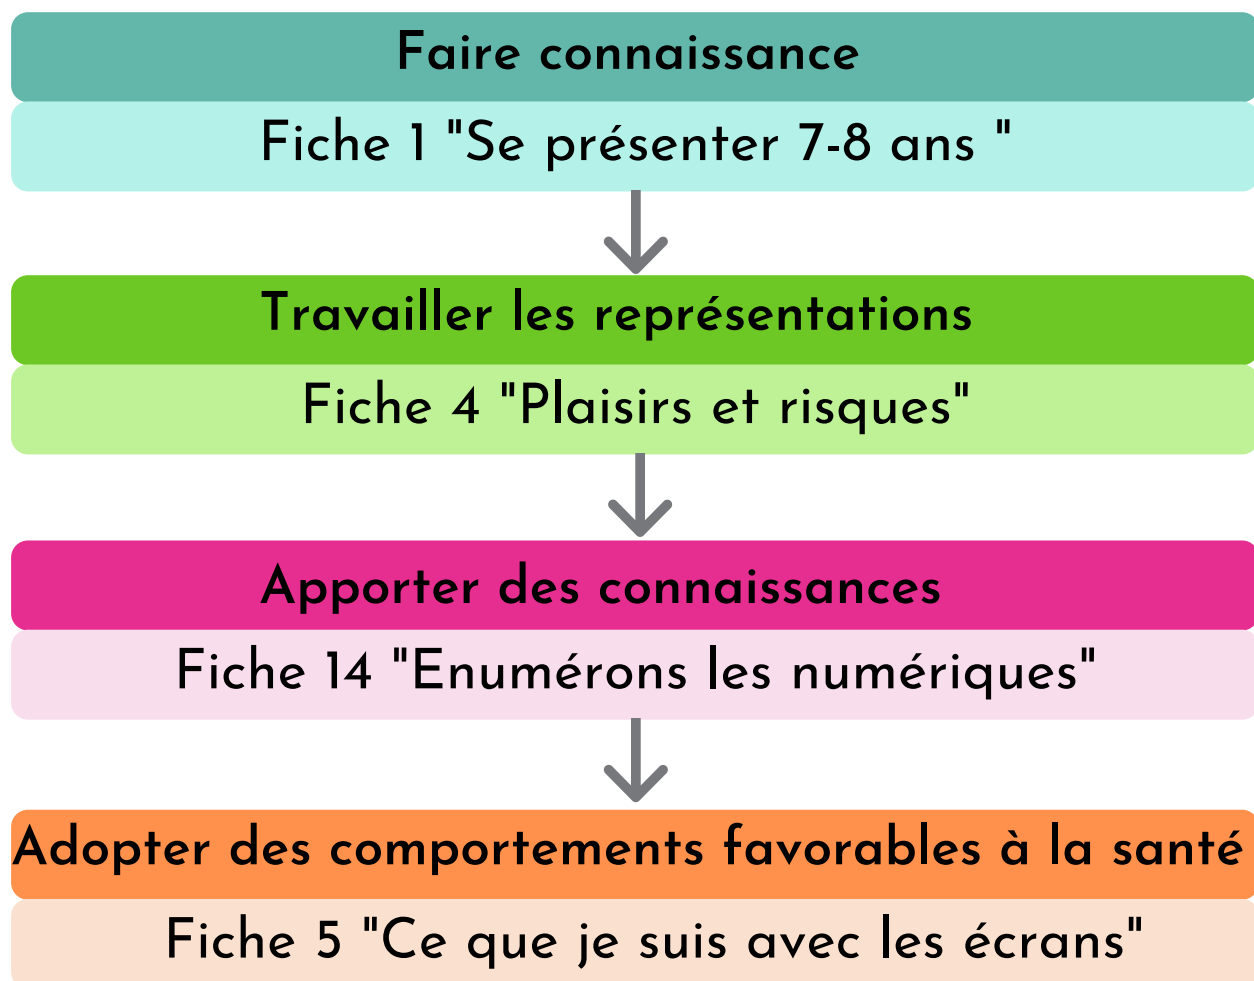 Faire connaissance
Fiche 1 "Se présenter 7-8 ans "
Travailler les représentations
Fiche 4 "Plaisirs et risques"
Apporter des connaissances
Fiche 14 "Enumérons les numériques"
Adopter des comportements favorables à la santé
Fiche 5 "Ce que je suis avec les écrans"